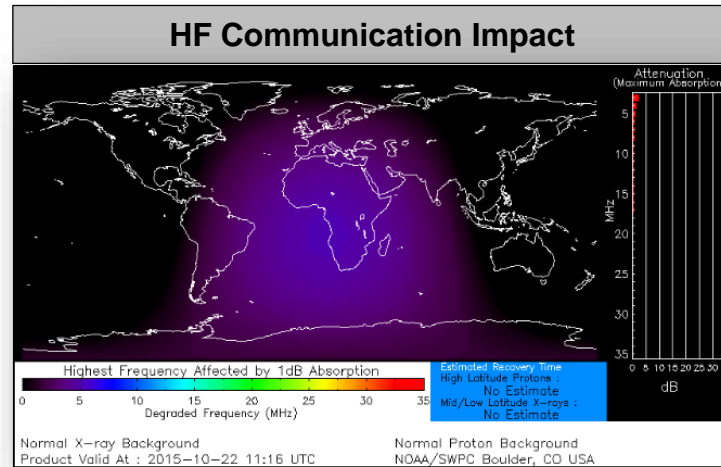 HF Communication Impact
Attenuation
(Maximum Absorption)
5
10
15
MHz
20
25
30
35
0 5 10 15 20 25 30
dB
Highest Frequency Affected by 1dB Absorption
0 5 10 15 20 25 30 35
Degraded Frequency (MHz)
Estimated Recovery Time
High Latitude Protons :
No Estimate
Mid/Low Latitude X-rays :
No Estimate
Normal X-ray Background
Normal Proton Background
Product Valid At : 2015-10-22 11:16 UTC
NOAA/SWPC Boulder, CO USA